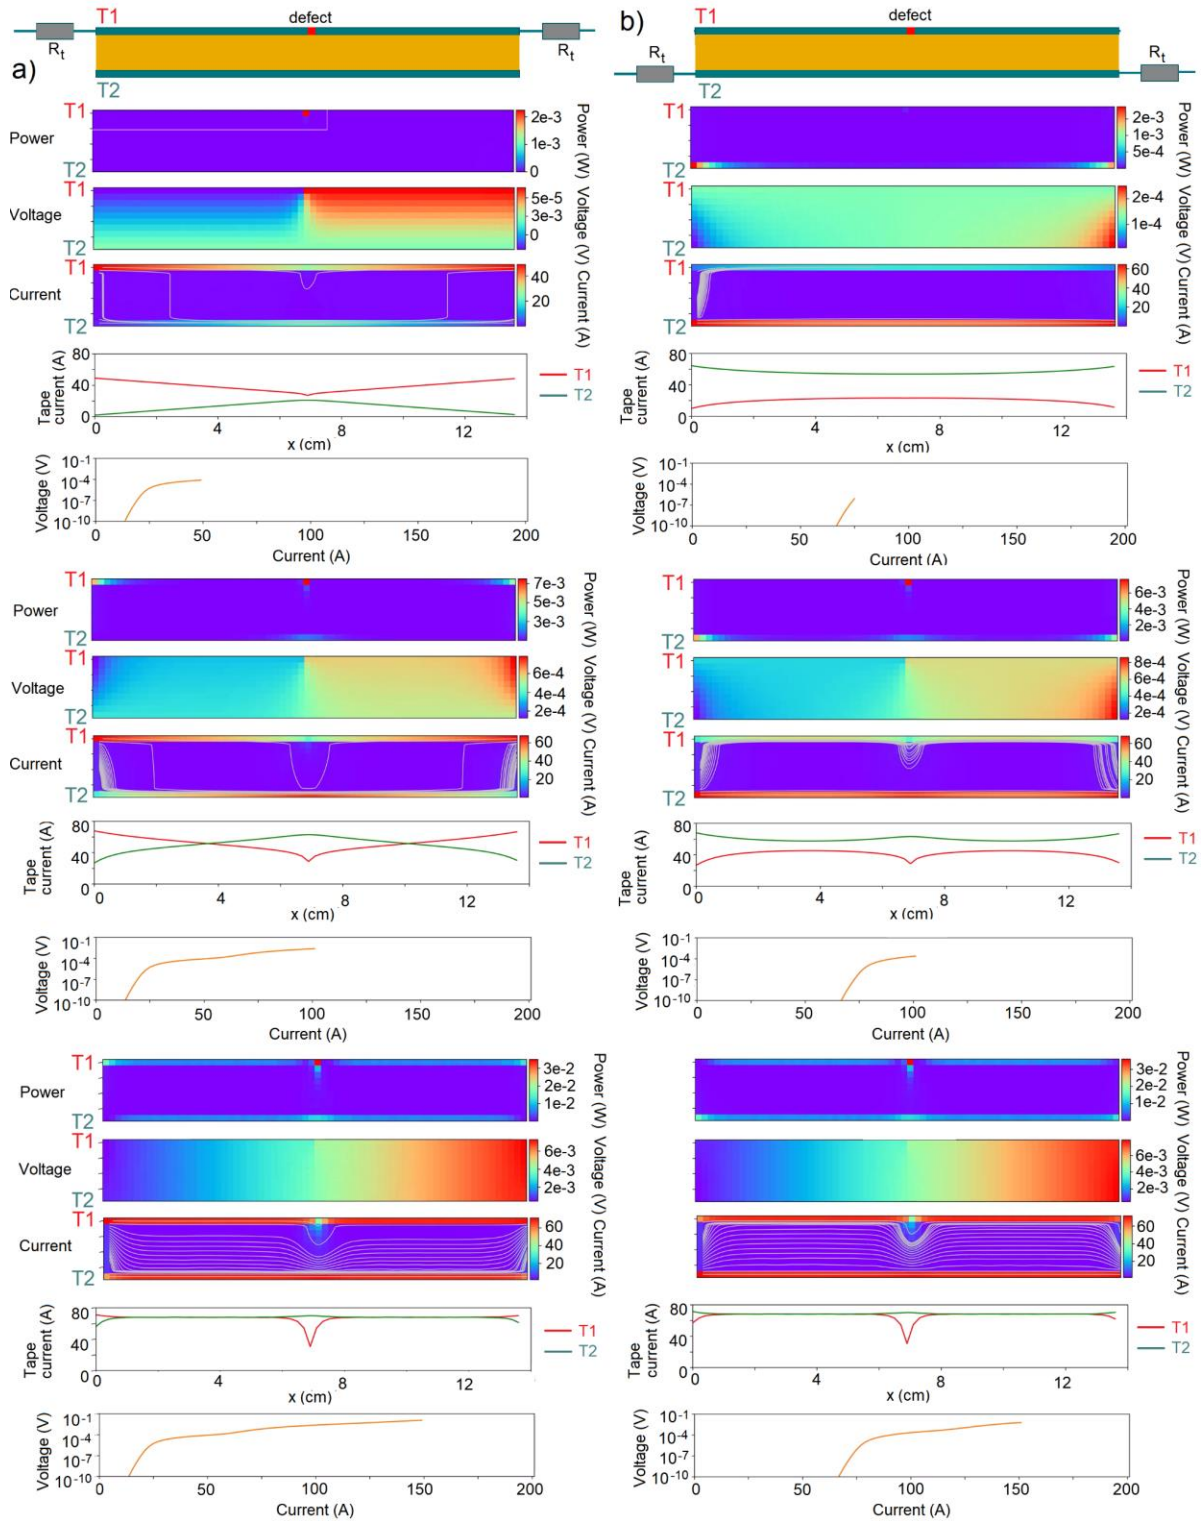 T1
defect
Rt
Rt
a)
T2
b)
T1
defect
Rt
Rt
T2
T1
Power
T2
2e-3
1e-3
0
Power (W)
T1
Voltage
T2
5e-5
3e-3
0
Voltage (V)
T1
Current
T2
40
20
Current (A)
Tape
current (A)
80
40
0
0
4
8
12
x (cm)
T1
T2
Voltage (V)
10-1
10-4
10-7
10-10
0
50
100
150
200
Current (A)
T1
T2
2e-3
1e-3
5e-4
Power (W)
T1
T2
2e-4
1e-4
Voltage (V)
T1
T2
60
40
20
Current (A)
Tape
current (A)
80
40
0
0
4
8
12
x (cm)
T1
T2
Voltage (V)
10-1
10-4
10-7
10-10
0
50
100
150
200
Current (A)
T1
Power
T2
7e-3
5e-3
3e-3
Power (W)
T1
Voltage
T2
6e-4
4e-4
2e-4
Voltage (V)
T1
Current
T2
60
40
20
Current (A)
Tape
current (A)
80
40
0
0
4
8
12
x (cm)
T1
T2
Voltage (V)
10-1
10-4
10-7
10-10
0
50
100
150
200
Current (A)
T1
T2
6e-3
4e-3
2e-3
Power (W)
T1
T2
8e-4
6e-4
4e-4
2e-4
Voltage (V)
T1
T2
60
40
20
Current (A)
Tape
current (A)
80
40
0
0
4
8
12
x (cm)
T1
T2
Voltage (V)
10-1
10-4
10-7
10-10
0
50
100
150
200
Current (A)
T1
Power
T2
3e-2
2e-2
1e-2
Power (W)
T1
Voltage
T2
6e-3
4e-3
2e-3
Voltage (V)
T1
Current
T2
60
40
20
Current (A)
Tape
current (A)
80
40
0
0
4
8
12
x (cm)
T1
T2
Voltage (V)
10-1
10-4
10-7
10-10
0
50
100
150
200
Current (A)
T1
T2
3e-2
2e-2
1e-2
Power (W)
T1
T2
6e-3
4e-3
2e-3
Voltage (V)
T1
T2
60
40
20
Current (A)
Tape
current (A)
80
40
0
0
4
8
12
x (cm)
T1
T2
Voltage (V)
10-1
10-4
10-7
10-10
0
50
100
150
200
Current (A)